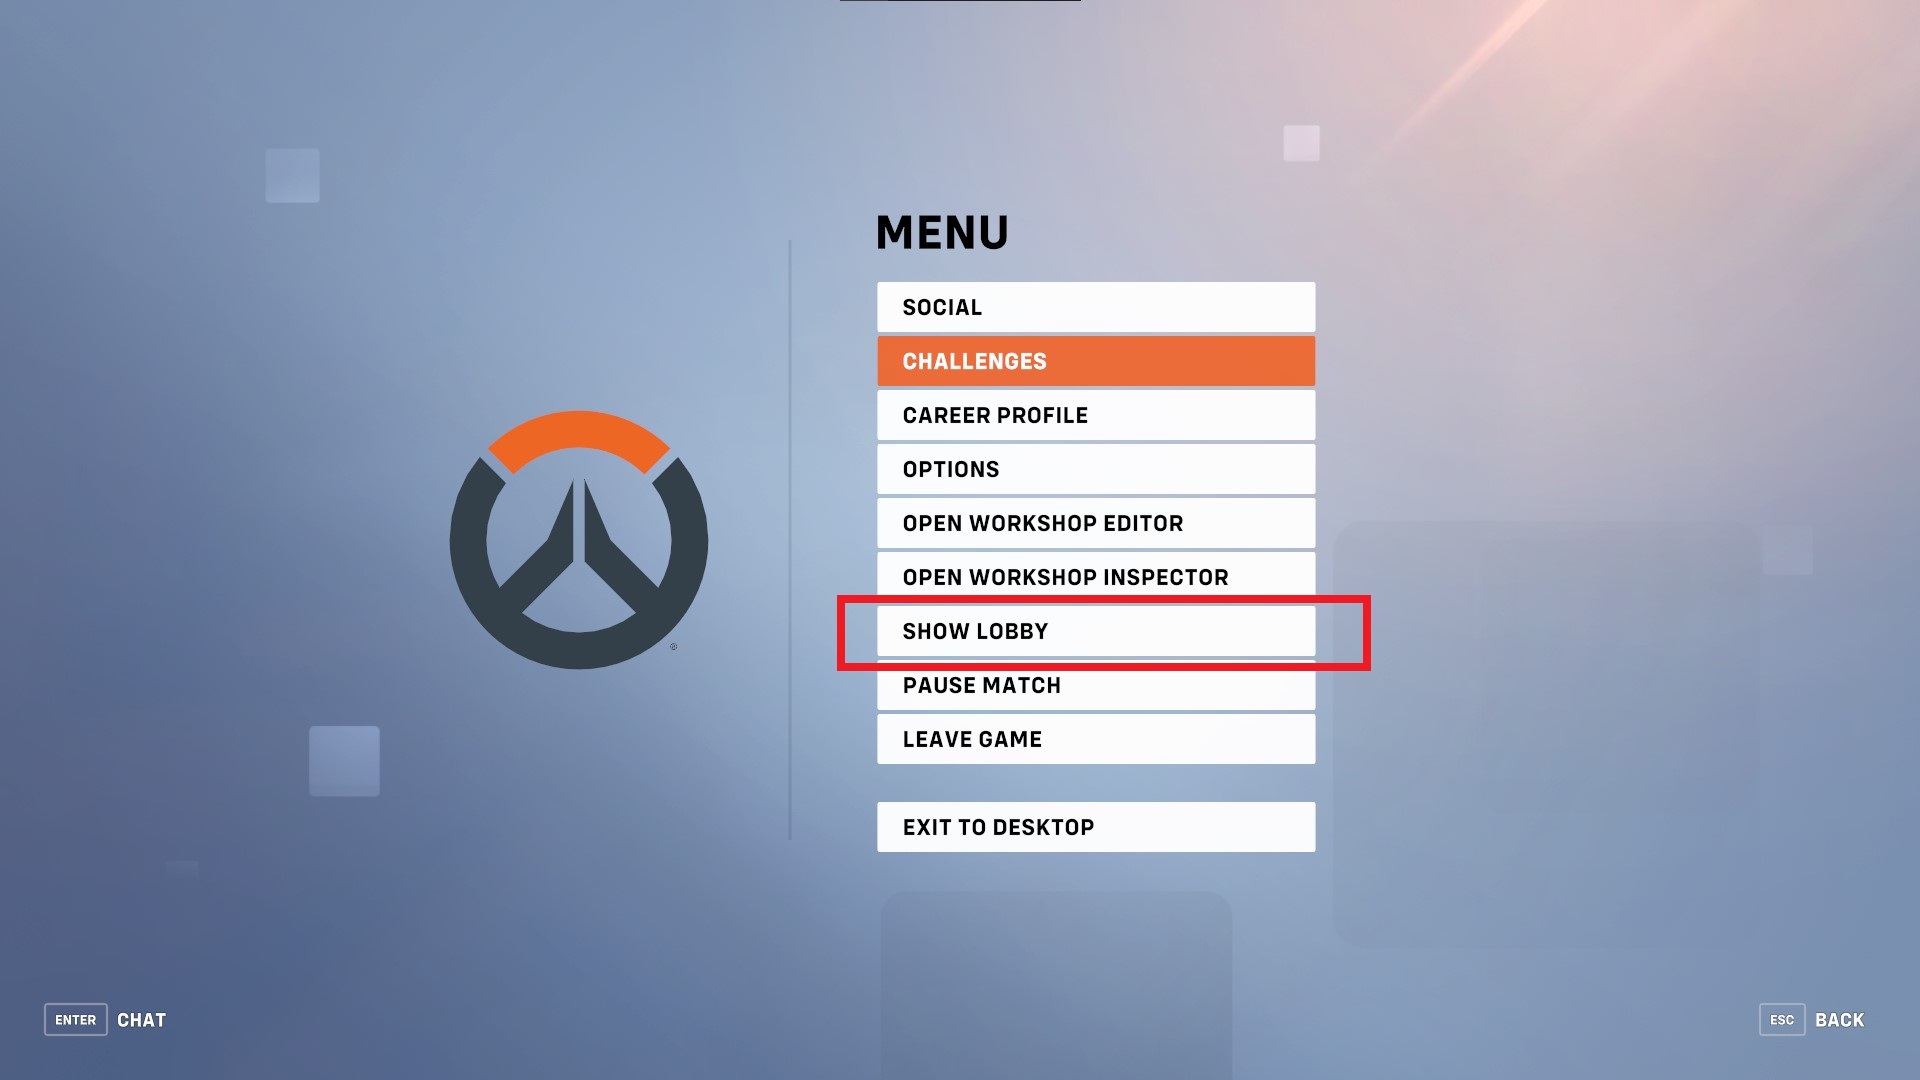 MENU
SOCIAL
CHALLENGES
CAREER PROFILE
OPTIONS
OPEN WORKSHOP EDITOR
OPEN WORKSHOP INSPECTOR
SHOW LOBBY
PAUSE MATCH
LEAVE GAME
EXIT TO DESKTOP
®
ENTER CHAT
ESC BACK